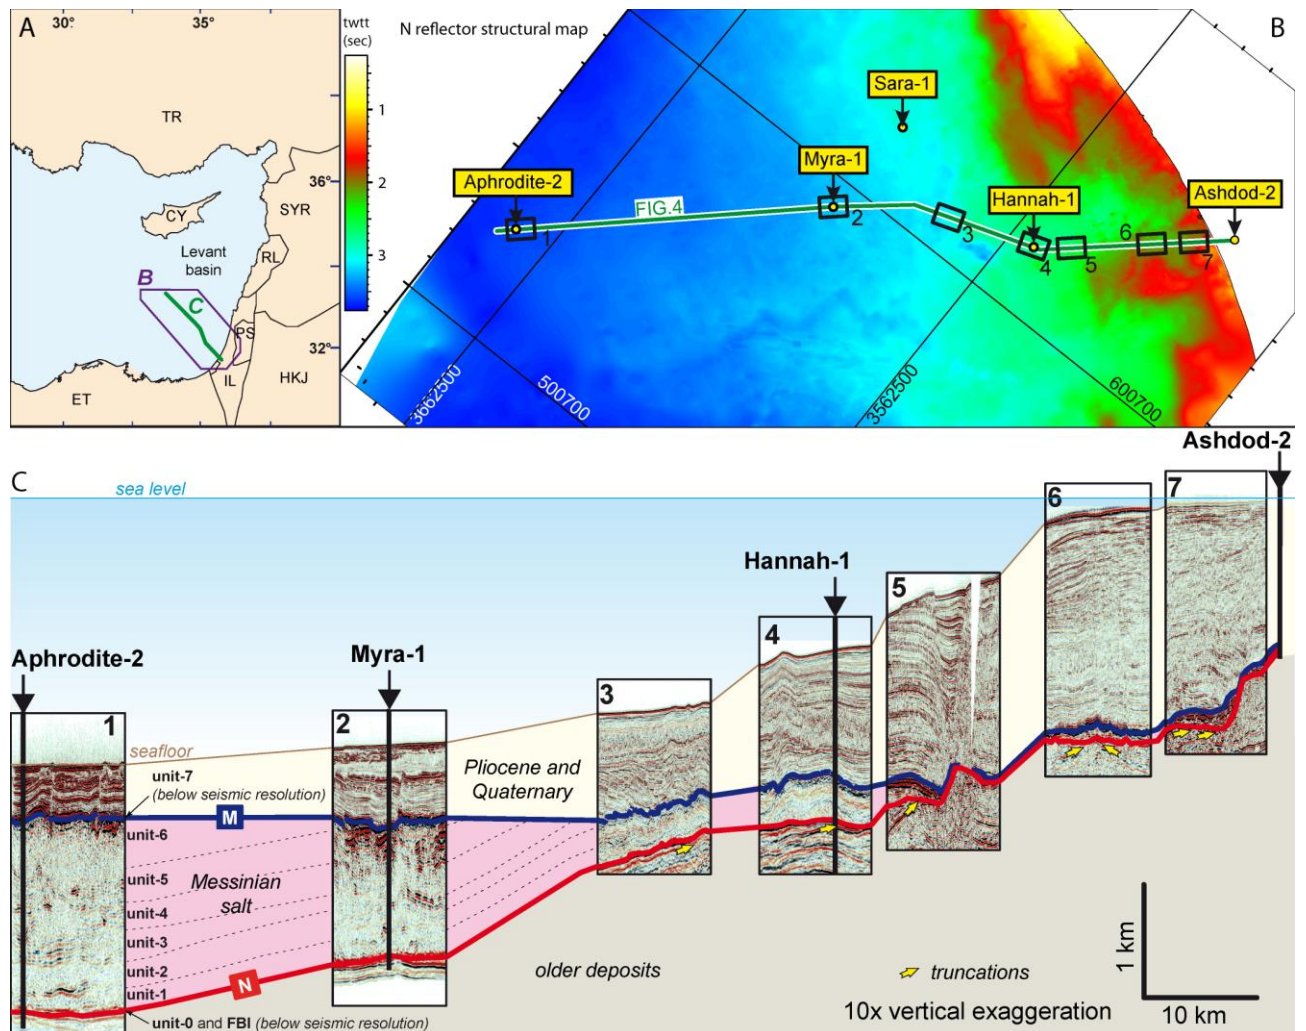 A
30°
35°
TR
36°
CY
SYR
Levant
basin
RL
B
C
PS
32°
IL
HKJ
ET
twtt
(sec)
1
2
3
N reflector structural map
B
Sara-1
Myra-1
Aphrodite-2
Hannah-1
Ashdod-2
FIG.4
1
2
3
4
5
6
7
3662500
500700
3562500
600700
C
sea level
Ashdod-2
7
6
Hannah-1
5
4
Aphrodite-2
Myra-1
3
1
2
seafloor
unit-7
(below seismic resolution)
Pliocene and
Quaternary
M
unit-6
unit-5
Messinian
salt
unit-4
unit-3
unit-2
unit-1
N
older deposits
truncations
1 km
10 km
10x vertical exaggeration
unit-0 and FBI (below seismic resolution)